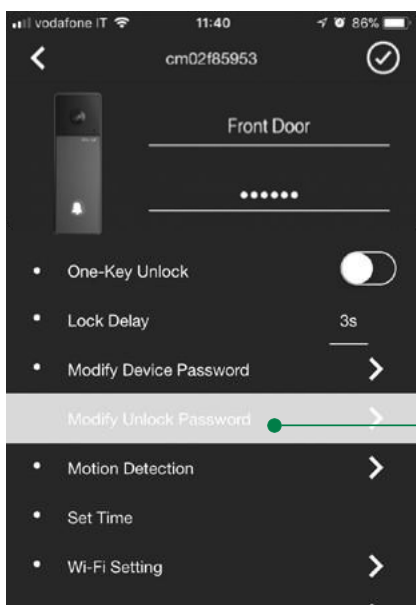 vodafone IT 11:40 86%
cm02f85953
Front Door
••••••
One-Key Unlock
Lock Delay 3s
Modify Device Password
Modify Unlock Password
Motion Detection
Set Time
Wi-Fi Setting